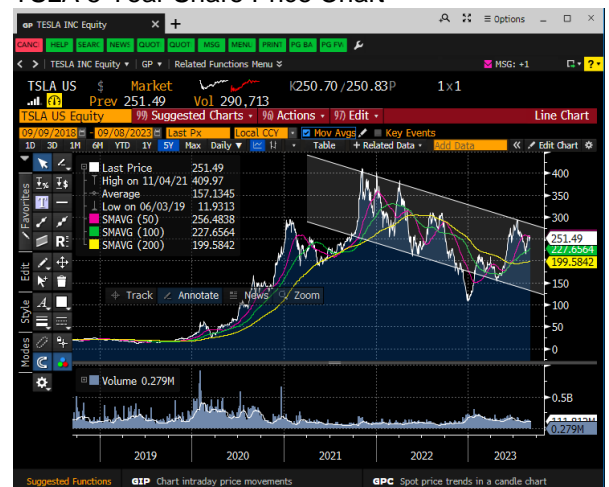 TSLA 5 Year Share Price Chart
GP TESLA INC Equity × +
Options
CANC HELP SEARC NEWS QUOT QUOT MSG MENL PRINT PG BA PG FW
< > TESLA INC Equity GP Related Functions Menu MSG: +1 ?
TSLA US $ Market K250.70/250.83P 1x1
Prev 251.49 Vol 290,713
TSLA US Equity 99) Suggested Charts 96) Actions 97) Edit Line Chart
09/09/2018 - 09/08/2023 Last Px Local CCY Mov Avgs Key Events
1D 3D 1M 6M YTD 1Y 5Y Max Daily Table + Related Data Add Data « Edit Chart
Favorites
Edit
Style
Modes
Last Price 251.49
High on 11/04/21 409.97
Average 157.1345
Low on 06/03/19 11.9313
SMAVG (50) 256.4838
SMAVG (100) 227.6564
SMAVG (200) 199.5842
Track Annotate News Zoom
400
350
300
251.49
227.6564
199.5842
150
100
50
0
Volume 0.279M
0.5B
0.279M
2019 2020 2021 2022 2023
Suggested Functions GIP Chart intraday price movements GPC Spot price trends in a candle chart